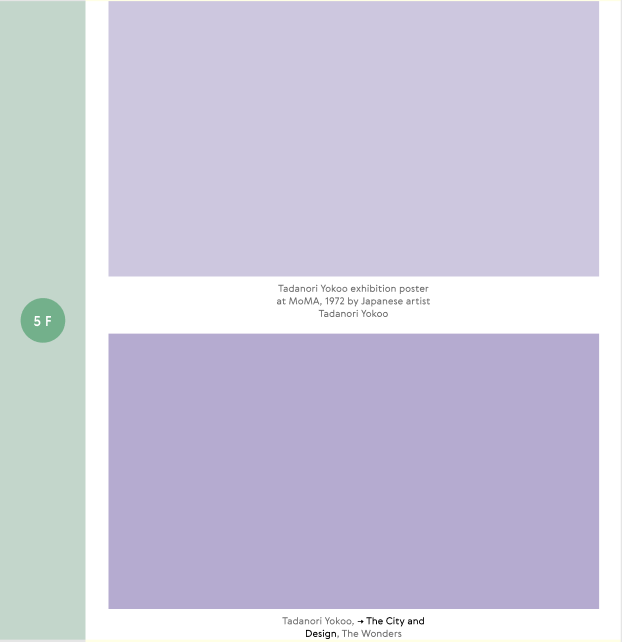 Tadanori Yokoo exhibition poster
at MoMA, 1972 by Japanese artist
Tadanori Yokoo
5 F
Tadanori Yokoo, → The City and
Design, The Wonders